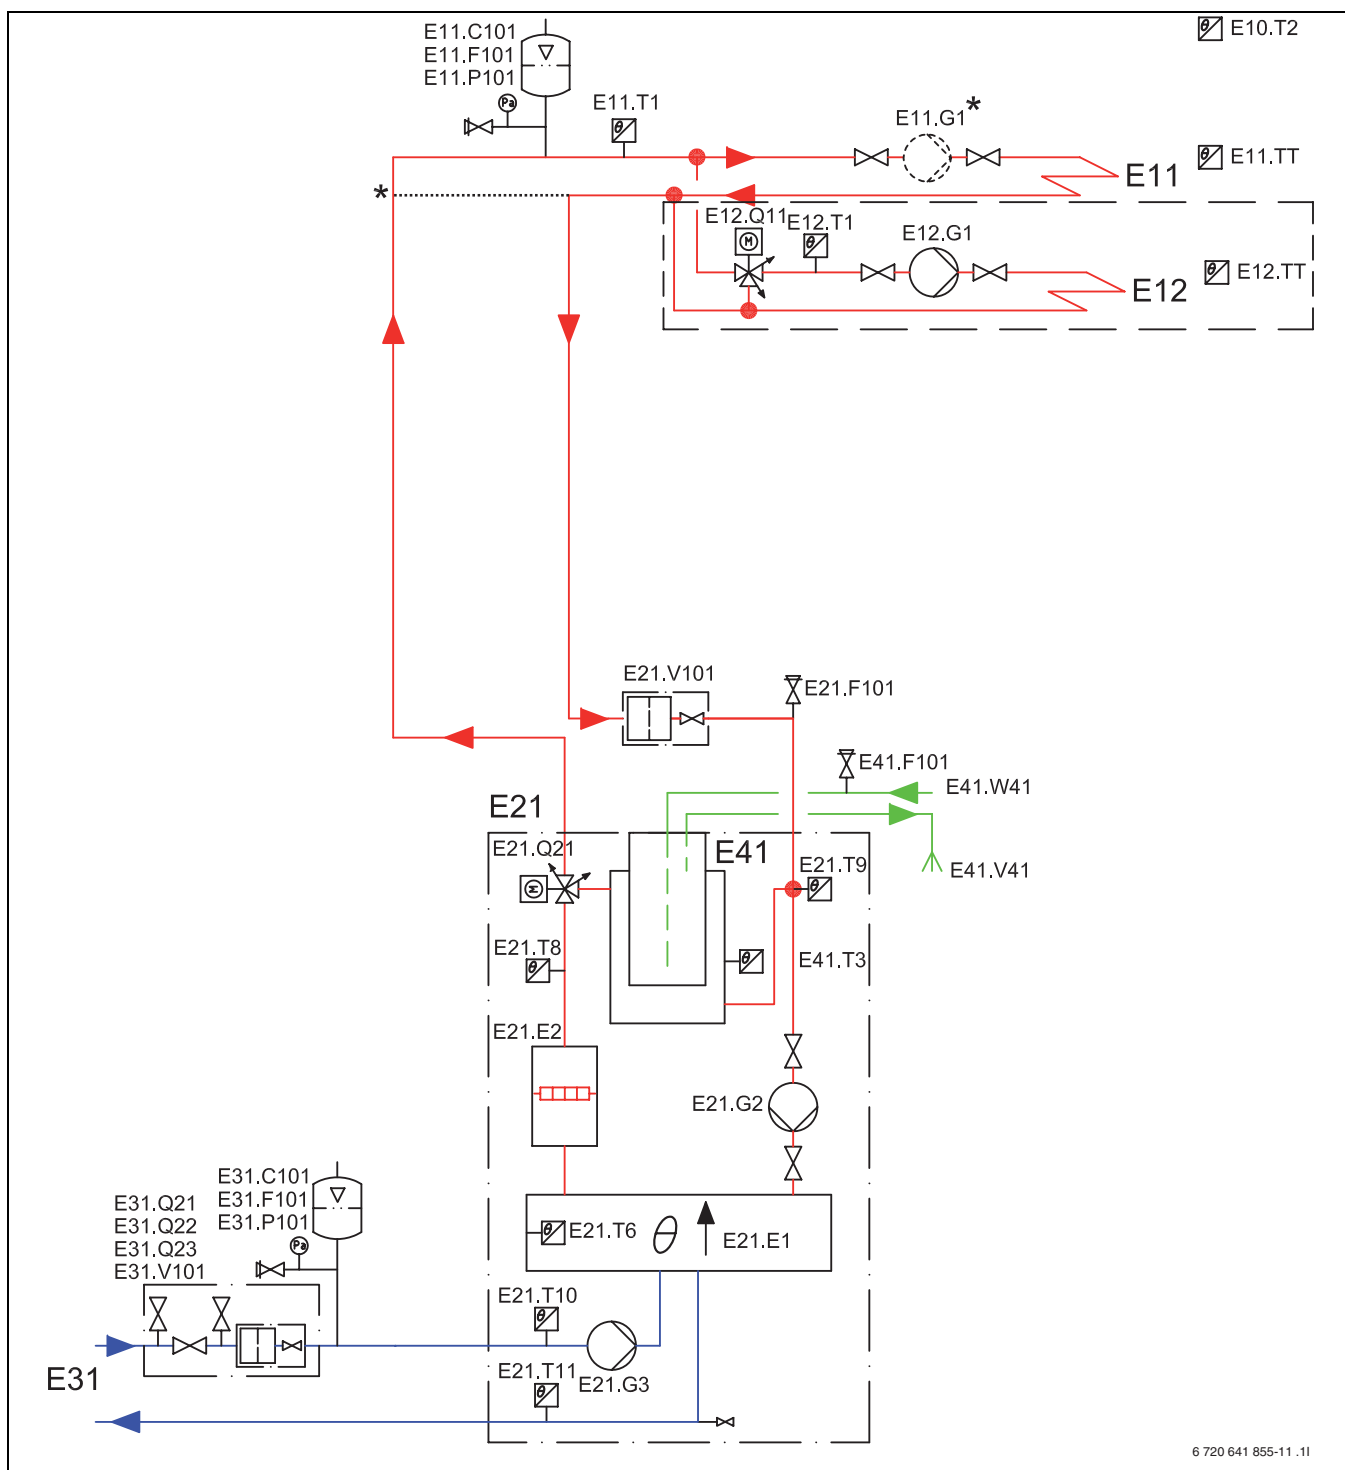 E11.C101
E11.F101
E11.P101
Pa
E11.T1
θ
E11.G1*
θ E10.T2
E11
θ E11.TT
*
E12.Q11
M
E12.T1
θ
E12.G1
E12
θ E12.TT
E21.V101
E21.F101
E41.F101
E41.W41
E41.V41
E21
E21.Q21
M
E41
E21.T9
θ
E21.T8
θ
θ
E41.T3
E21.E2
E21.G2
E31.C101
E31.F101
E31.P101
Pa
E31.Q21
E31.Q22
E31.Q23
E31.V101
θ E21.T6
E21.E1
E21.T10
θ
E31
E21.T11
θ
E21.G3
6 720 641 855-11 .1I